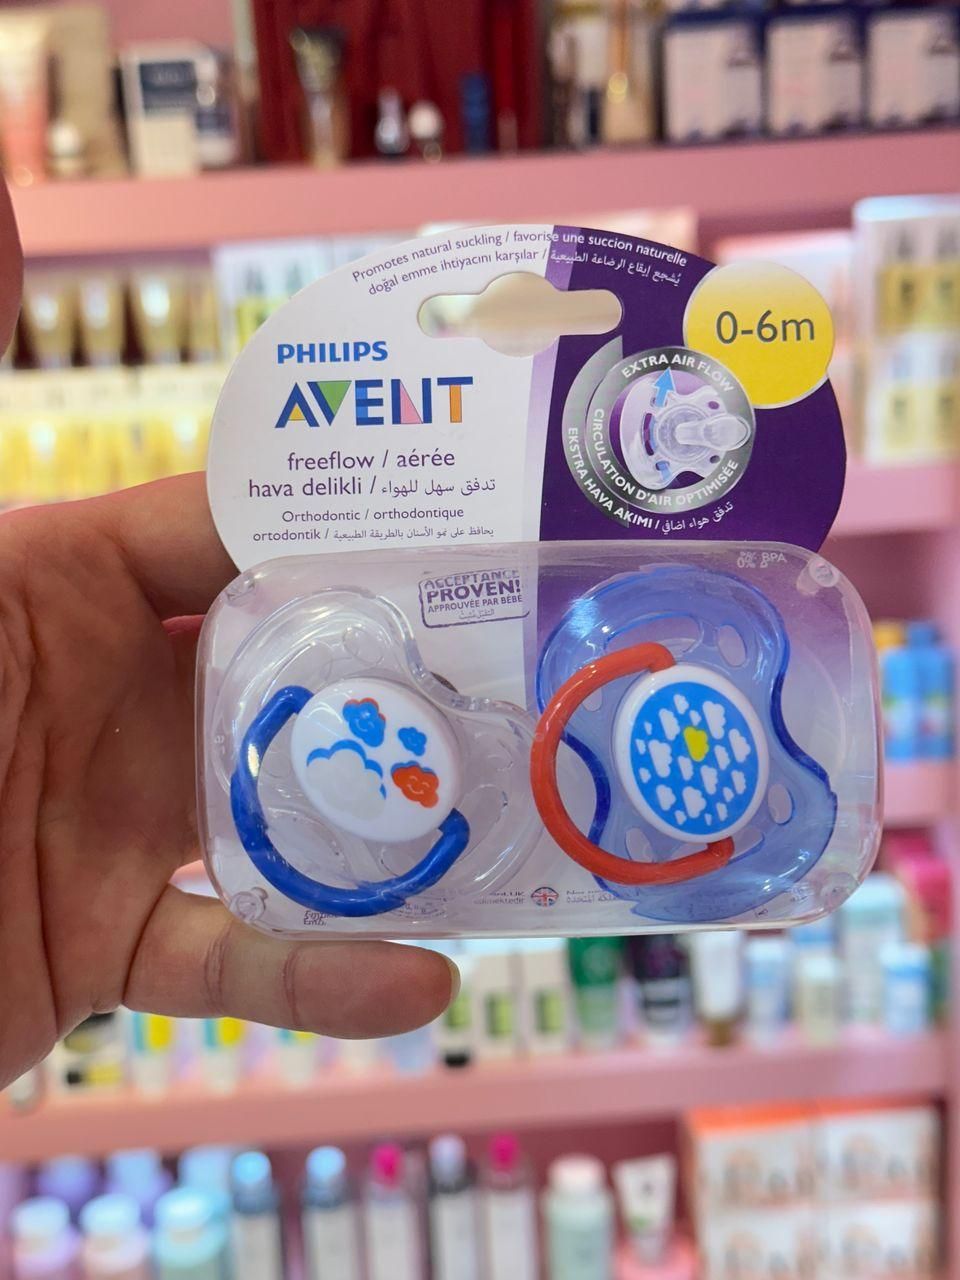 Promotes natural suckling / favorise une succion naturelle
doğal emme ihtiyacını karşılar / يُشجع إيقاع الرضاعة الطبيعية
0-6m
PHILIPS
AVENT
EXTRA AIR FLOW
CIRCULATION D'AIR OPTIMISÉE
EKSTRA HAVA AKIMI / تدفق هواء اضافي
freeflow / aérée
hava delikli / تدفق سهل للهواء
Orthodontic / orthodontique
ortodontik / يحافظ على نمو الأسنان بالطريقة الطبيعية
0% BPA
ACCEPTANCE
PROVEN!
APPROUVÉE PAR BÉBÉ